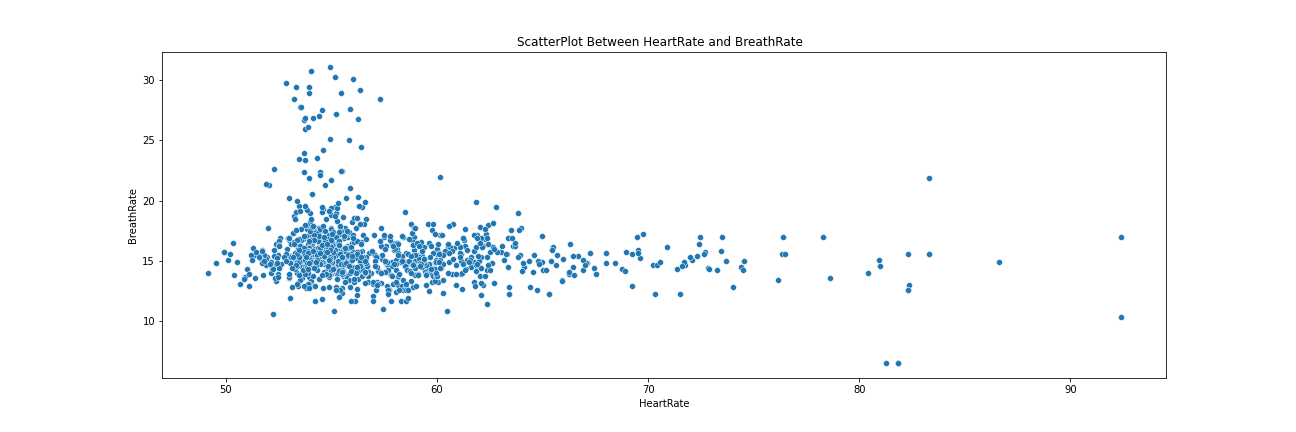 ScatterPlot Between HeartRate and BreathRate
BreathRate
30
25
20
15
10
50 60 70 80 90
HeartRate